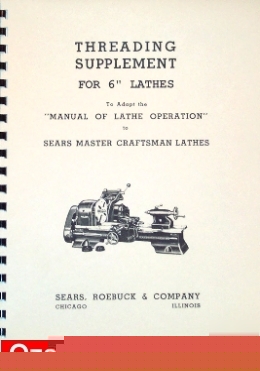 THREADING
SUPPLEMENT
FOR 6" LATHES
To Adapt the
"MANUAL OF LATHE OPERATION"
to
SEARS MASTER CRAFTSMAN LATHES
SEARS, ROEBUCK & COMPANY
CHICAGO ILLINOIS